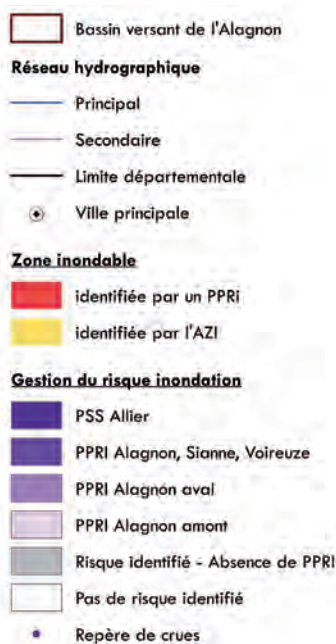 Bassin versant de l'Alagnon
Réseau hydrographique
Principal
Secondaire
Limite départementale
Ville principale
Zone inondable
identifiée par un PPRi
identifiée par l'AZI
Gestion du risque inondation
PSS Allier
PPRI Alagnon, Sianne, Voireuze
PPRI Alagnon aval
PPRI Alagnon amont
Risque identifié - Absence de PPRI
Pas de risque identifié
Repère de crues